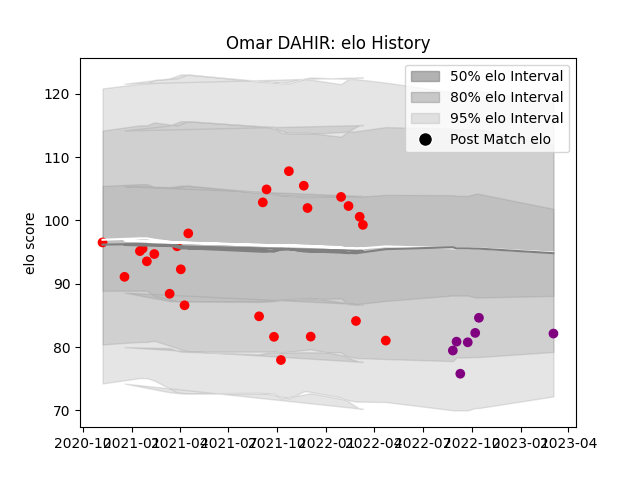 Omar DAHIR: elo History
50% elo Interval
80% elo Interval
95% elo Interval
Post Match elo
elo score
120
110
100
90
80
70
2020-10 2021-01 2021-04 2021-07 2021-10 2022-01 2022-04 2022-07 2022-10 2023-01 2023-04